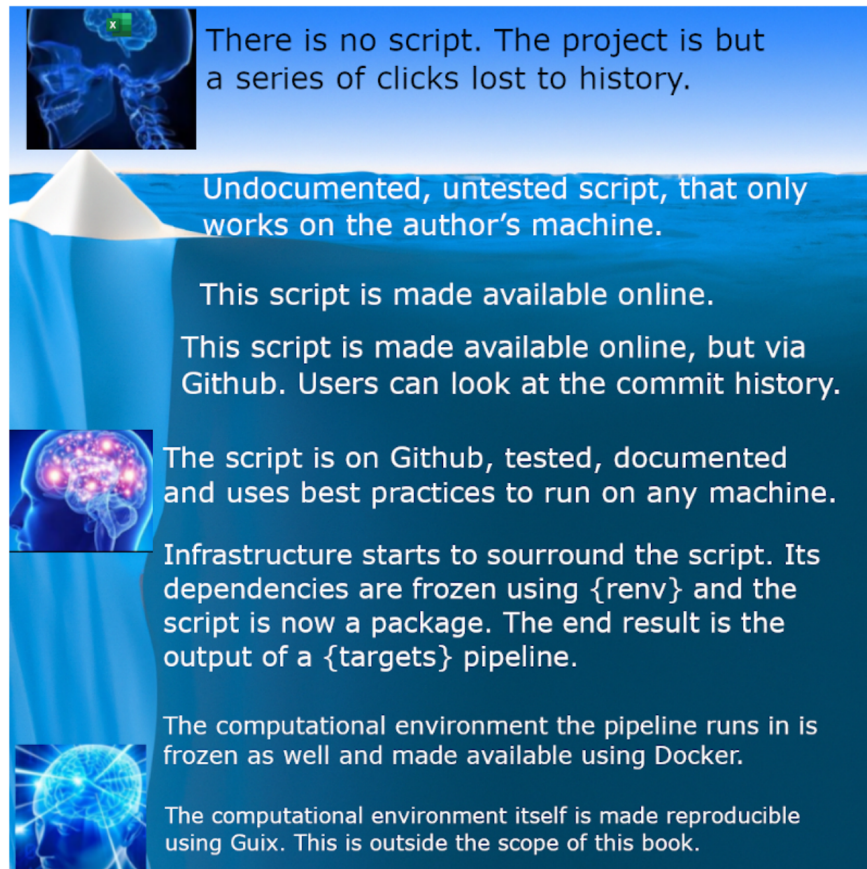 There is no script. The project is but
a series of clicks lost to history.
Undocumented, untested script, that only
works on the author's machine.
This script is made available online.
This script is made available online, but via
Github. Users can look at the commit history.
The script is on Github, tested, documented
and uses best practices to run on any machine.
Infrastructure starts to sourround the script. Its
dependencies are frozen using {renv} and the
script is now a package. The end result is the
output of a {targets} pipeline.
The computational environment the pipeline runs in is
frozen as well and made available using Docker.
The computational environment itself is made reproducible
using Guix. This is outside the scope of this book.